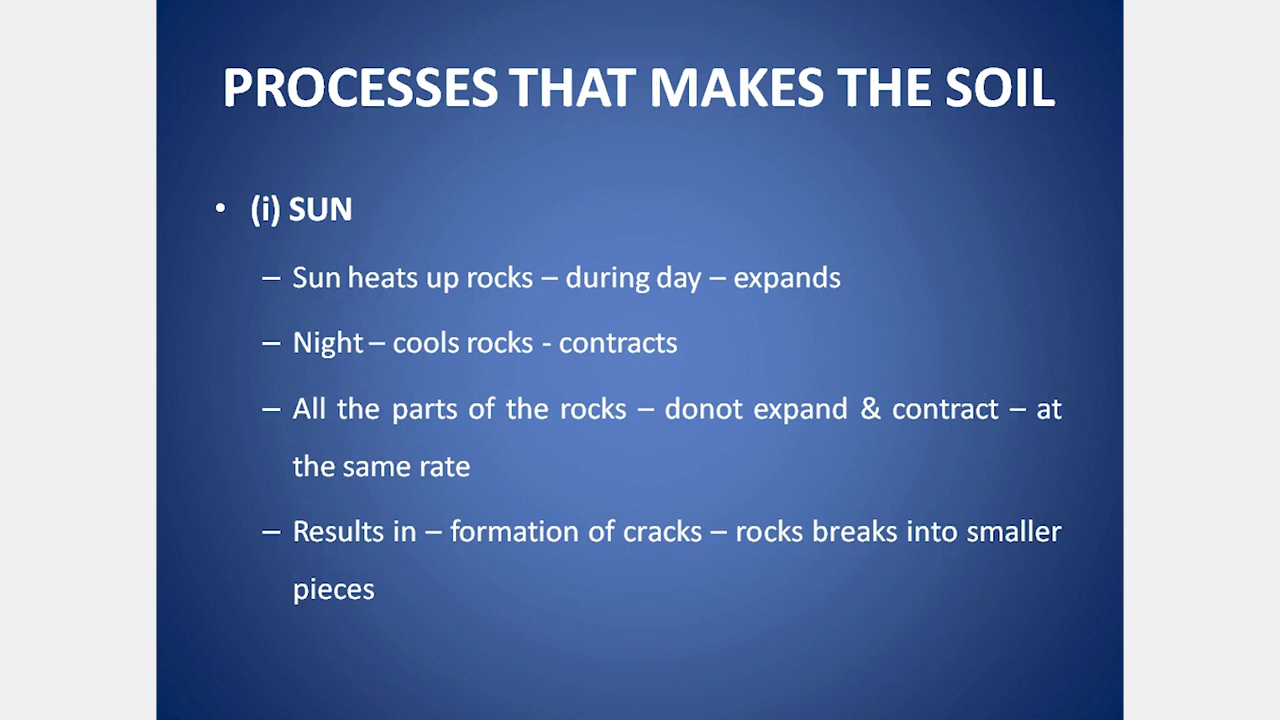 PROCESSES THAT MAKES THE SOIL
• (i) SUN
– Sun heats up rocks – during day – expands
– Night – cools rocks - contracts
– All the parts of the rocks – donot expand & contract – at
the same rate
– Results in – formation of cracks – rocks breaks into smaller
pieces